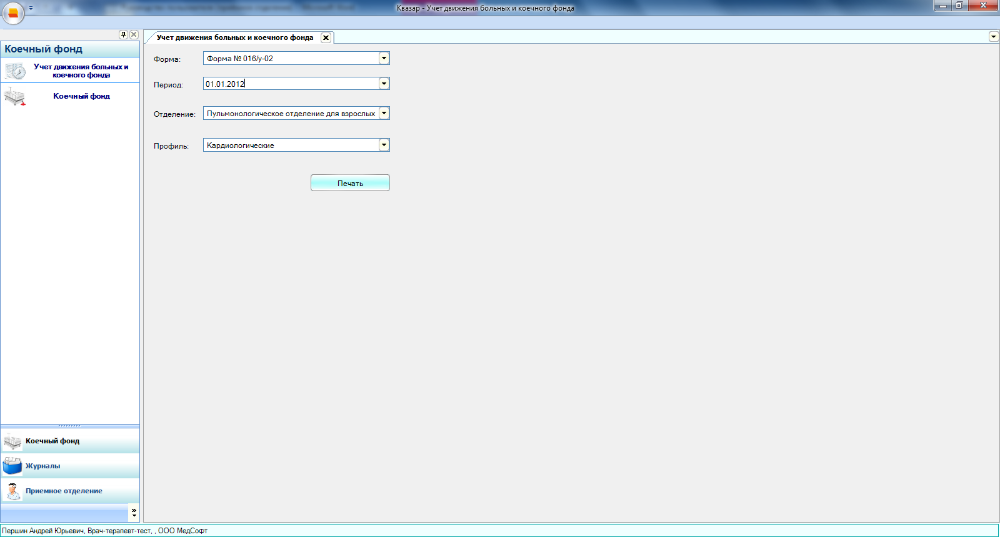 Квазар - Учет движения больных и коечного фонда
Коечный фонд
Учет движения больных и
коечного фонда
Коечный фонд
Учет движения больных и коечного фонда
Форма:
Форма № 016/у-02
Период:
01.01.2012
Отделение:
Пульмонологическое отделение для взрослых
Профиль:
Кардиологические
Печать
Коечный фонд
Журналы
Приемное отделение
Першин Андрей Юрьевич, Врач-терапевт-тест, , ООО МедСофт